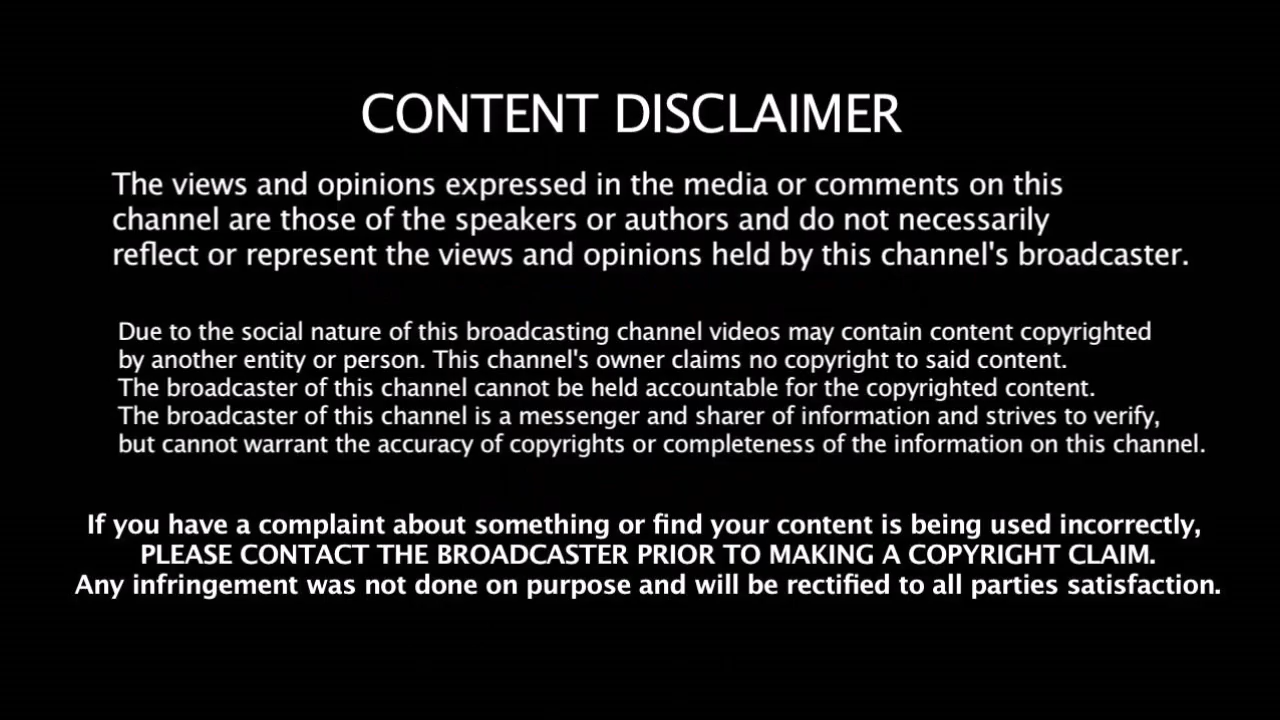 CONTENT DISCLAIMER
The views and opinions expressed in the media or comments on this
channel are those of the speakers or authors and do not necessarily
reflect or represent the views and opinions held by this channel's broadcaster.
Due to the social nature of this broadcasting channel videos may contain content copyrighted
by another entity or person. This channel's owner claims no copyright to said content.
The broadcaster of this channel cannot be held accountable for the copyrighted content.
The broadcaster of this channel is a messenger and sharer of information and strives to verify,
but cannot warrant the accuracy of copyrights or completeness of the information on this channel.
If you have a complaint about something or find your content is being used incorrectly,
PLEASE CONTACT THE BROADCASTER PRIOR TO MAKING A COPYRIGHT CLAIM.
Any infringement was not done on purpose and will be rectified to all parties satisfaction.